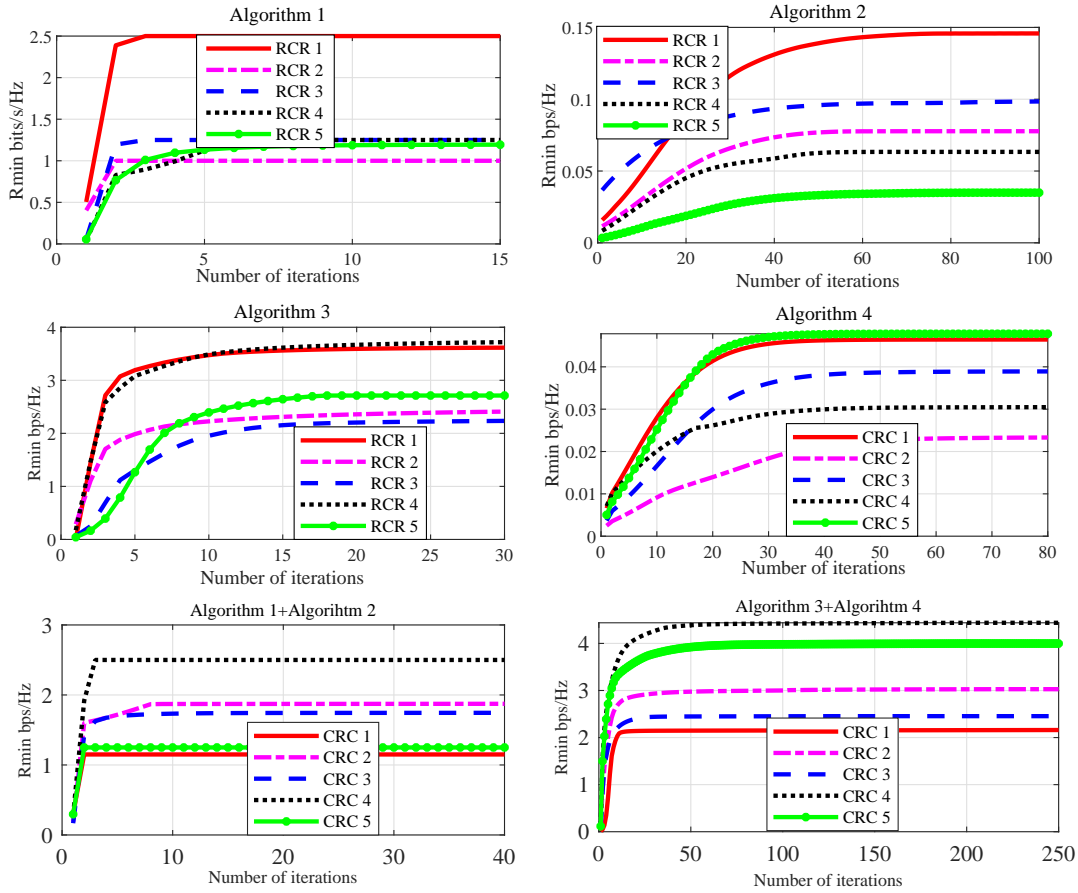 Algorithm 1
Rmin bits/s/Hz
2.5
2
1.5
1
0.5
0
RCR 1
RCR 2
RCR 3
RCR 4
RCR 5
0
5
10
15
Number of iterations
Algorithm 2
Rmin bps/Hz
0.15
0.1
0.05
0
RCR 1
RCR 2
RCR 3
RCR 4
RCR 5
0
20
40
60
80
100
Number of iterations
Algorithm 3
Rmin bps/Hz
4
3
2
1
0
RCR 1
RCR 2
RCR 3
RCR 4
RCR 5
5
10
15
20
25
30
Number of iterations
Algorithm 4
Rmin bps/Hz
0.04
0.03
0.02
0.01
0
CRC 1
CRC 2
CRC 3
CRC 4
CRC 5
0
10
20
30
40
50
60
70
80
Number of iterations
Algorithm 1+Algorihtm 2
Rmin bps/Hz
3
2
1
0
CRC 1
CRC 2
CRC 3
CRC 4
CRC 5
0
10
20
30
40
Number of iterations
Algorithm 3+Algorihtm 4
Rmin bps/Hz
4
3
2
1
0
CRC 1
CRC 2
CRC 3
CRC 4
CRC 5
0
50
100
150
200
250
Number of iterations